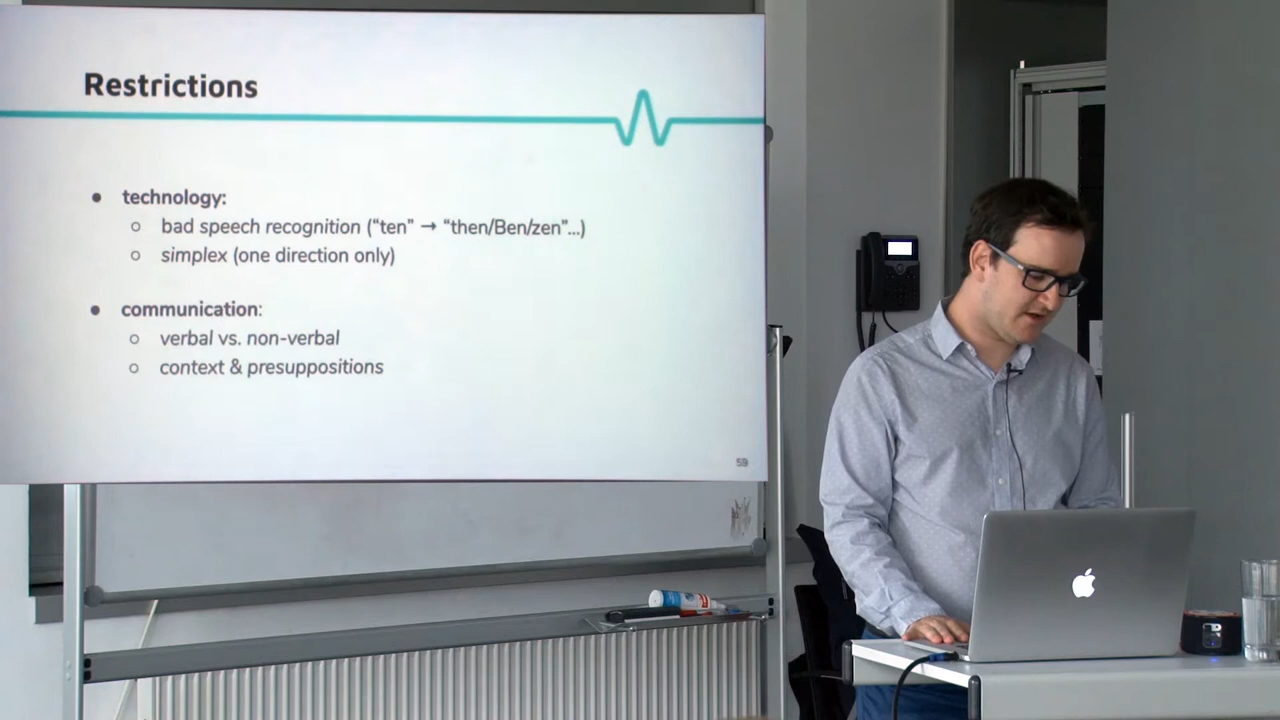 Restrictions
● technology:
○ bad speech recognition (“ten” → “then/Ben/zen”...)
○ simplex (one direction only)
● communication:
○ verbal vs. non-verbal
○ context & presuppositions
59